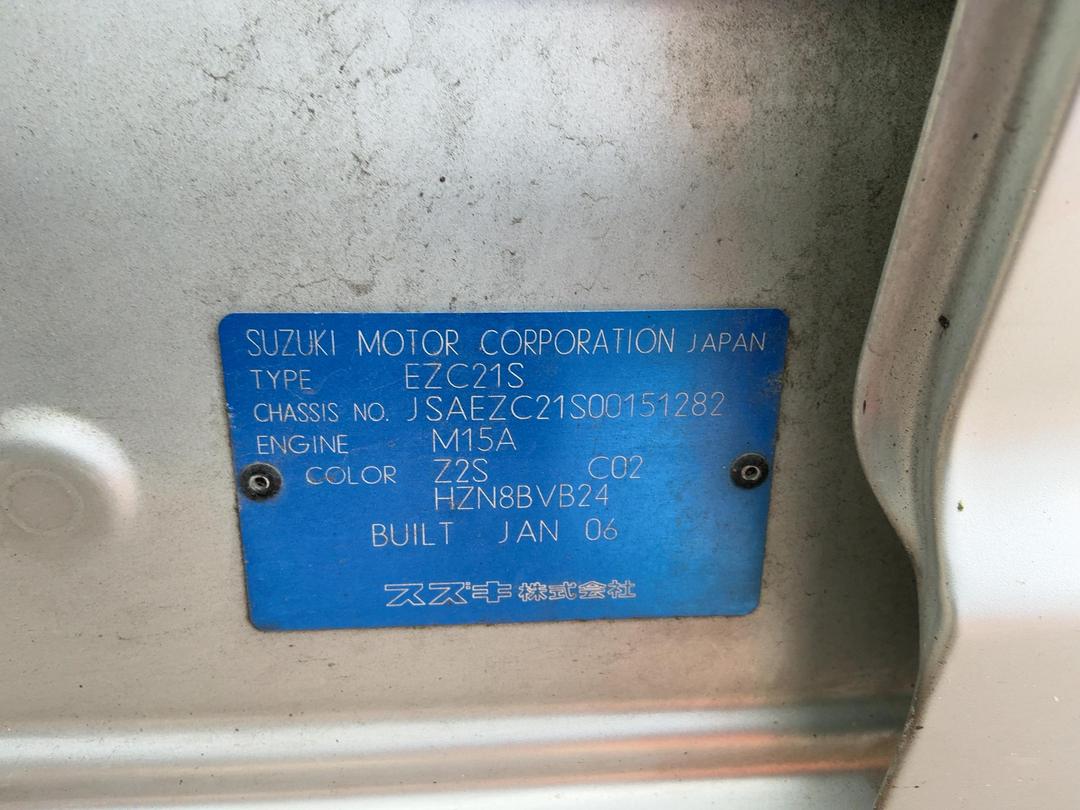 SUZUKI MOTOR CORPORATION JAPAN
TYPE EZC21S
CHASSIS NO. JSAEZC21S00151282
ENGINE M15A
COLOR Z2S C02
HZN8BVB24
BUILT JAN 06
スズキ株式会社